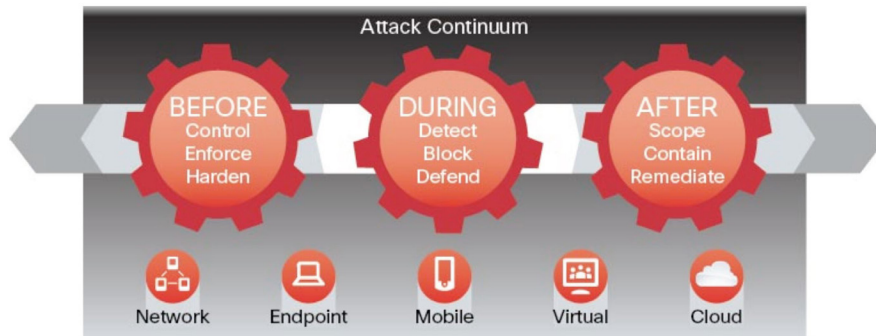 Attack Continuum
BEFORE
Control
Enforce
Harden
DURING
Detect
Block
Defend
AFTER
Scope
Contain
Remediate
Network
Endpoint
Mobile
Virtual
Cloud